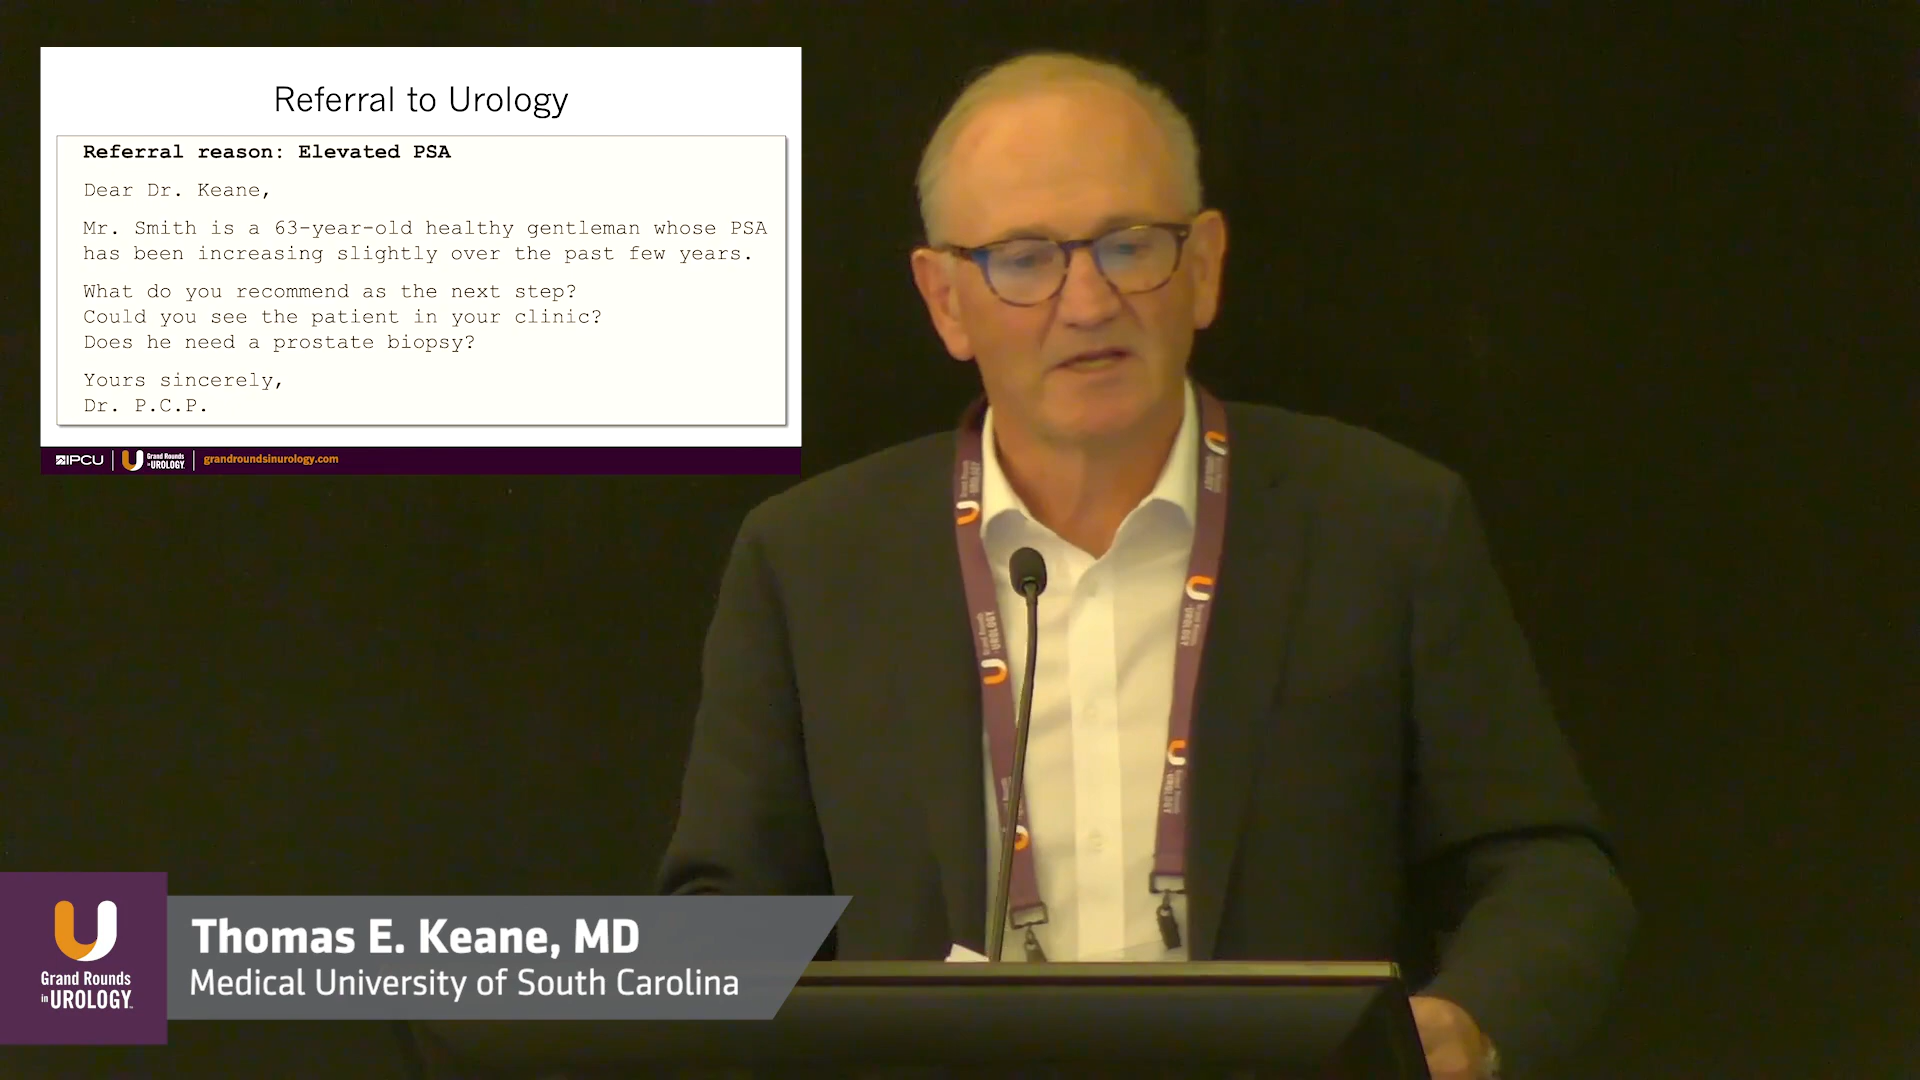 Referral to Urology
Referral reason: Elevated PSA
Dear Dr. Keane,
Mr. Smith is a 63-year-old healthy gentleman whose PSA
has been increasing slightly over the past few years.
What do you recommend as the next step?
Could you see the patient in your clinic?
Does he need a prostate biopsy?
Yours sincerely,
Dr. P.C.P.
IPCU
Grand Rounds
in UROLOGY
grandroundsinurology.com
Grand Rounds
in UROLOGY
Thomas E. Keane, MD
Medical University of South Carolina